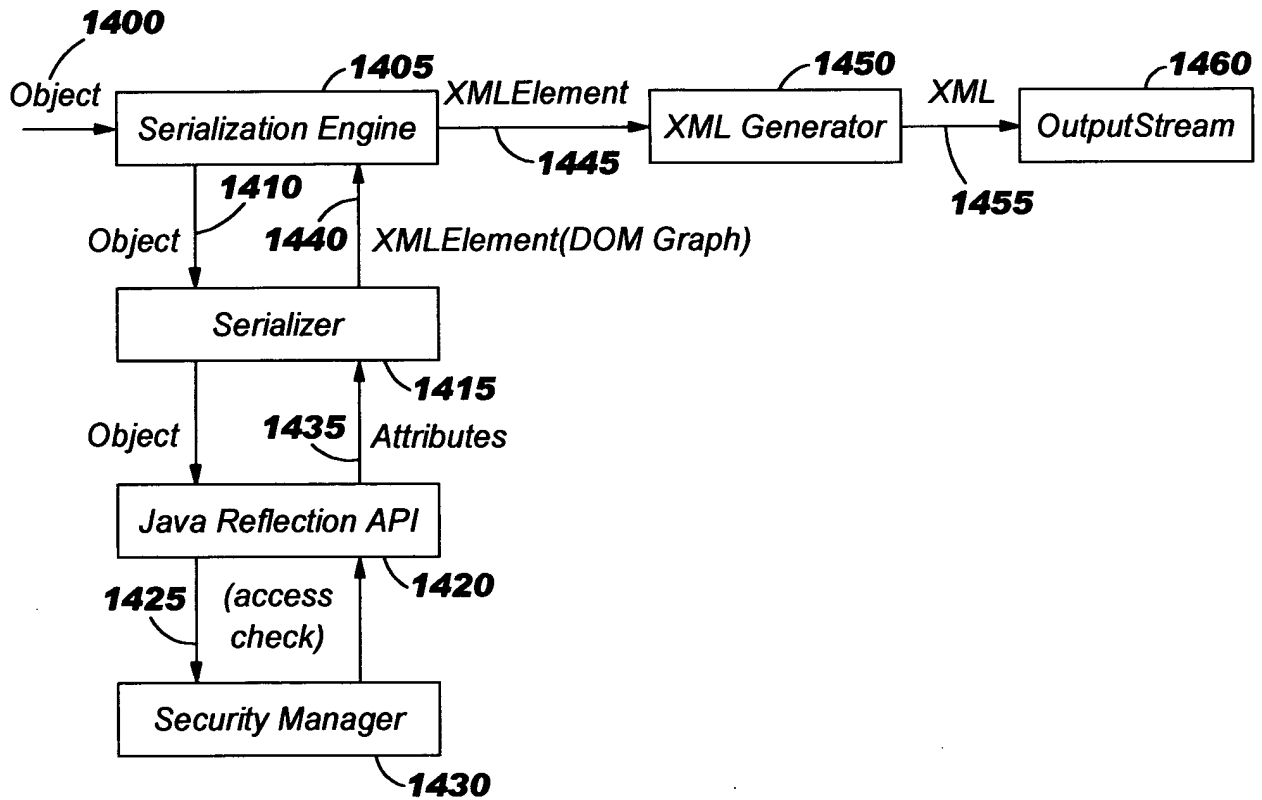 1400
Object
1405
Serialization Engine
XMLElement
1445
1450
XML Generator
XML
1455
1460
OutputStream
1410
Object
1440
XMLElement(DOM Graph)
Serializer
1415
Object
1435
Attributes
Java Reflection API
1420
1425
(access
check)
Security Manager
1430